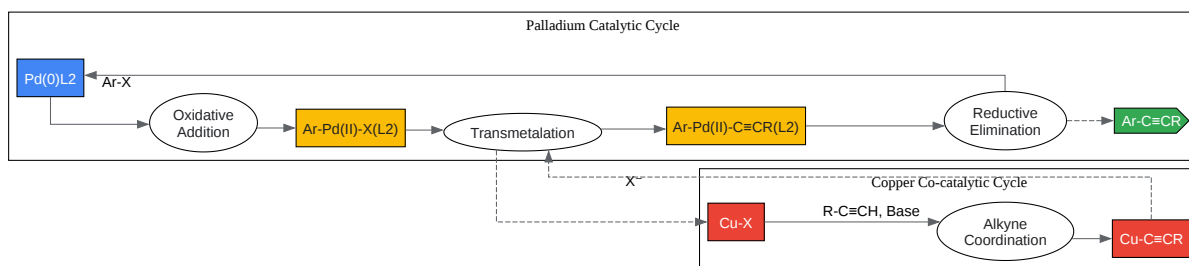 Palladium Catalytic Cycle
Pd(0)L2
Ar-X
Oxidative
Addition
Ar-Pd(II)-X(L2)
Transmetalation
Ar-Pd(II)-C≡CR(L2)
Reductive
Elimination
Ar-C≡CR
X⁻
Copper Co-catalytic Cycle
Cu-X
R-C≡CH, Base
Alkyne
Coordination
Cu-C≡CR